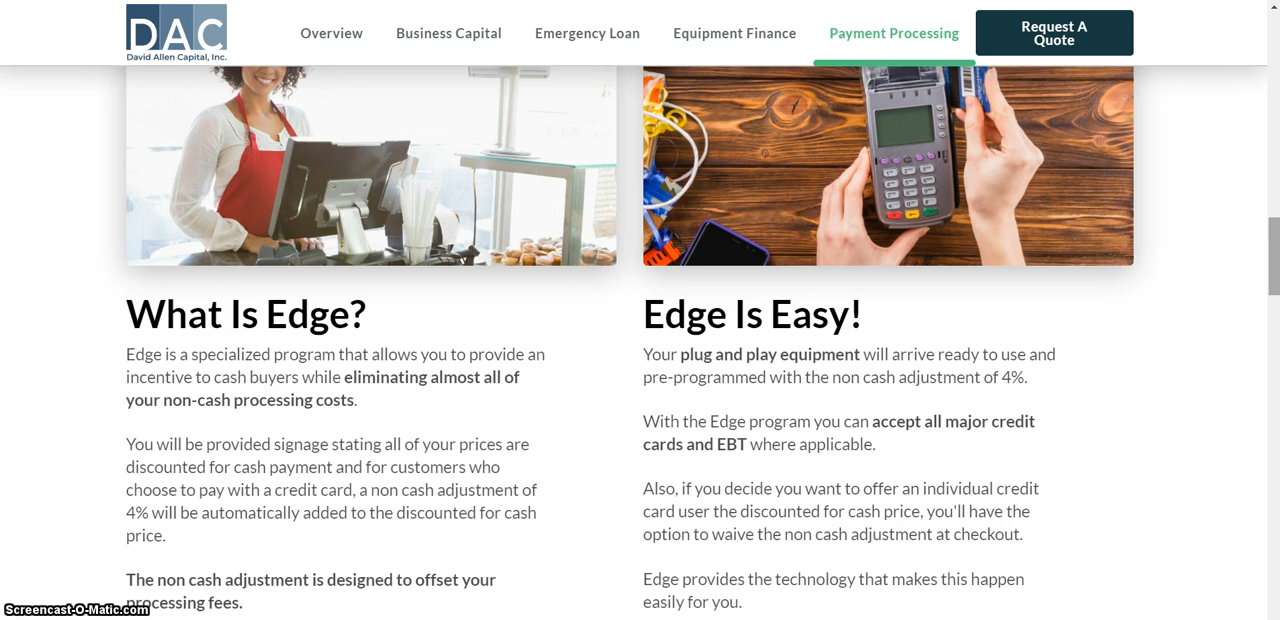 DAC
David Allen Capital, Inc.
Overview
Business Capital
Emergency Loan
Equipment Finance
Payment Processing
Request A
Quote
What Is Edge?
Edge is a specialized program that allows you to provide an
incentive to cash buyers while eliminating almost all of
your non-cash processing costs.
You will be provided signage stating all of your prices are
discounted for cash payment and for customers who
choose to pay with a credit card, a non cash adjustment of
4% will be automatically added to the discounted for cash
price.
The non cash adjustment is designed to offset your
processing fees.
Edge Is Easy!
Your plug and play equipment will arrive ready to use and
pre-programmed with the non cash adjustment of 4%.
With the Edge program you can accept all major credit
cards and EBT where applicable.
Also, if you decide you want to offer an individual credit
card user the discounted for cash price, you'll have the
option to waive the non cash adjustment at checkout.
Edge provides the technology that makes this happen
easily for you.
Screencast-O-Matic.com